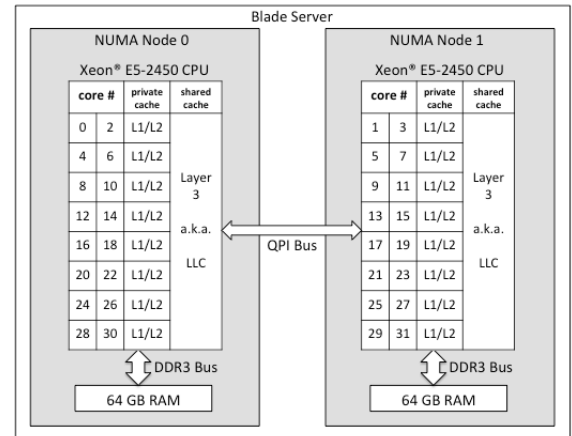 Blade Server
NUMA Node 0
Xeon® E5-2450 CPU
core # private cache shared cache
0 2 L1/L2
4 6 L1/L2
8 10 L1/L2
12 14 L1/L2
16 18 L1/L2
20 22 L1/L2
24 26 L1/L2
28 30 L1/L2
Layer
3
a.k.a.
LLC
DDR3 Bus
64 GB RAM
QPI Bus
NUMA Node 1
Xeon® E5-2450 CPU
core # private cache shared cache
1 3 L1/L2
5 7 L1/L2
9 11 L1/L2
13 15 L1/L2
17 19 L1/L2
21 23 L1/L2
25 27 L1/L2
29 31 L1/L2
Layer
3
a.k.a.
LLC
DDR3 Bus
64 GB RAM